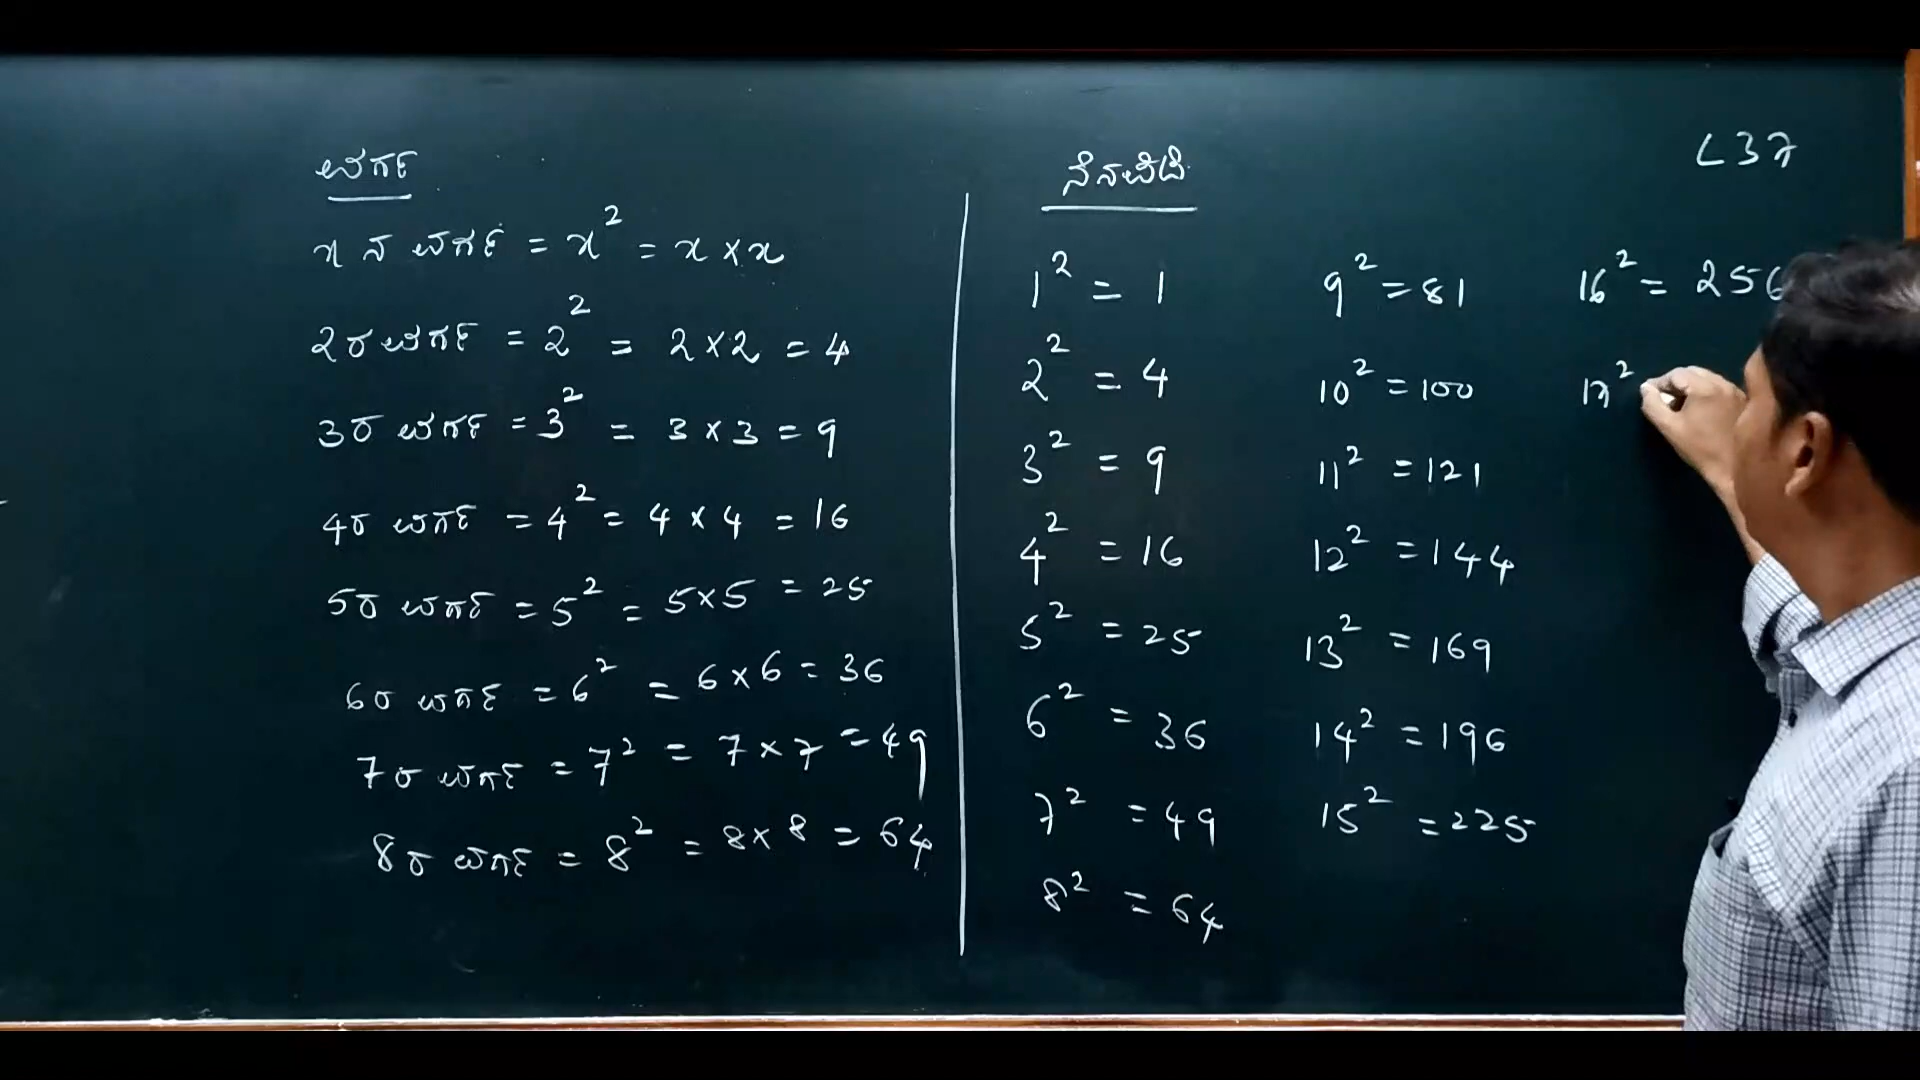 ವರ್ಗ
x ನ ವರ್ಗ = x² = x × x
2ರ ವರ್ಗ = 2² = 2×2 = 4
3ರ ವರ್ಗ = 3² = 3 × 3 = 9
4ರ ವರ್ಗ = 4² = 4 × 4 = 16
5ರ ವರ್ಗ = 5² = 5×5 = 25
6ರ ವರ್ಗ = 6² = 6×6 = 36
7ರ ವರ್ಗ = 7² = 7×7 = 49
8ರ ವರ್ಗ = 8² = 8×8 = 64
ನೆನಪಿಡಿ
1² = 1
2² = 4
3² = 9
4² = 16
5² = 25
6² = 36
7² = 49
8² = 64
9² = 81
10² = 100
11² = 121
12² = 144
13² = 169
14² = 196
15² = 225
L37
16² = 256
17²